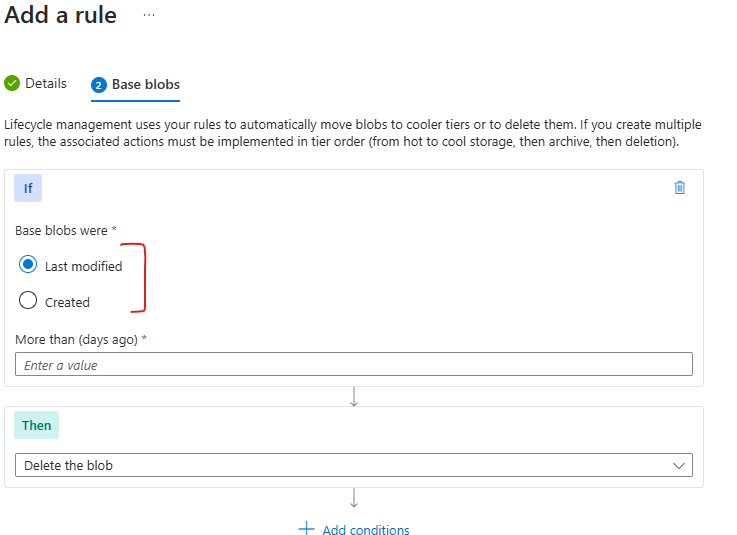 Add a rule ...
Details
2 Base blobs
Lifecycle management uses your rules to automatically move blobs to cooler tiers or to delete them. If you create multiple
rules, the associated actions must be implemented in tier order (from hot to cool storage, then archive, then deletion).
If
Base blobs were *
Last modified
Created
More than (days ago) *
Enter a value
Then
Delete the blob
Add conditions